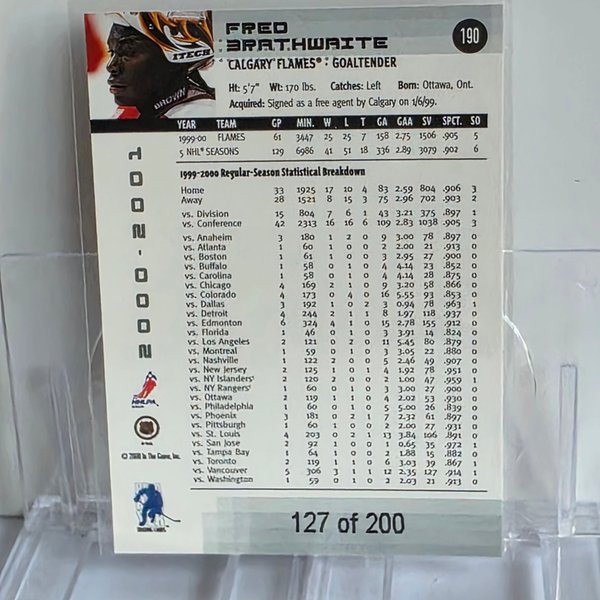 FRED
BRATHWAITE
190
CALGARY FLAMES® : GOALTENDER
ITECH
BROWN
Ht: 5'7" Wt: 170 lbs. Catches: Left Born: Ottawa, Ont.
Acquired: Signed as a free agent by Calgary on 1/6/99.
YEAR TEAM GP MIN. W L T GA GAA SV SPCT. SO
1999-00 FLAMES 61 3447 25 25 7 158 2.75 1506 .905 5
5 NHL® SEASONS 129 6986 41 51 18 336 2.89 3079 .902 6
1999-2000 Regular-Season Statistical Breakdown
Home 33 1925 17 10 4 83 2.59 804 .906 3
Away 28 1521 8 15 3 75 2.96 702 .903 2
vs. Division 15 804 7 6 1 43 3.21 375 .897 1
vs. Conference 42 2313 16 16 6 109 2.83 1038 .905 3
vs. Anaheim 3 180 1 2 0 9 3.00 78 .897 0
vs. Atlanta 1 60 1 0 0 2 2.00 21 .913 0
vs. Boston 1 61 1 0 0 3 2.95 27 .900 0
vs. Buffalo 1 58 0 1 0 4 4.14 23 .852 0
vs. Carolina 1 58 0 1 0 4 4.14 28 .875 0
vs. Chicago 4 169 2 1 0 9 3.20 58 .866 0
vs. Colorado 4 173 0 4 0 16 5.55 93 .853 0
vs. Dallas 3 192 1 0 2 3 0.94 78 .963 1
vs. Detroit 4 244 2 1 1 8 1.97 118 .937 0
vs. Edmonton 6 324 4 1 0 15 2.78 155 .912 0
vs. Florida 1 46 0 1 0 3 3.91 14 .824 0
vs. Los Angeles 2 121 0 2 0 11 5.45 80 .879 0
vs. Montreal 1 59 0 1 0 3 3.05 22 .880 0
vs. Nashville 1 122 2 0 0 5 2.46 49 .907 0
vs. New Jersey 2 125 1 0 1 4 1.92 78 .951 0
vs. NY Islanders® 2 120 2 0 0 2 1.00 47 .959 1
vs. NY Rangers® 1 60 0 1 0 3 3.00 27 .900 0
vs. Ottawa 2 119 1 1 0 4 2.02 53 .930 0
vs. Philadelphia 1 60 0 1 0 5 5.00 26 .839 0
vs. Phoenix 3 181 0 2 1 7 2.32 61 .897 0
vs. Pittsburgh 1 60 0 1 0 2 2.00 27 .931 0
vs. St. Louis 4 203 0 2 1 13 3.84 106 .891 0
vs. San Jose 2 92 1 0 0 1 0.65 35 .972 1
vs. Tampa Bay 1 64 1 0 0 2 1.88 15 .882 0
vs. Toronto 2 119 1 1 0 6 3.03 39 .867 1
vs. Vancouver 5 306 3 1 1 12 2.35 127 .914 1
vs. Washington 1 59 0 1 0 2 2.03 21 .913 0
2000-2001
NHLPA
© 2000 In The Game, Inc.
127 of 200